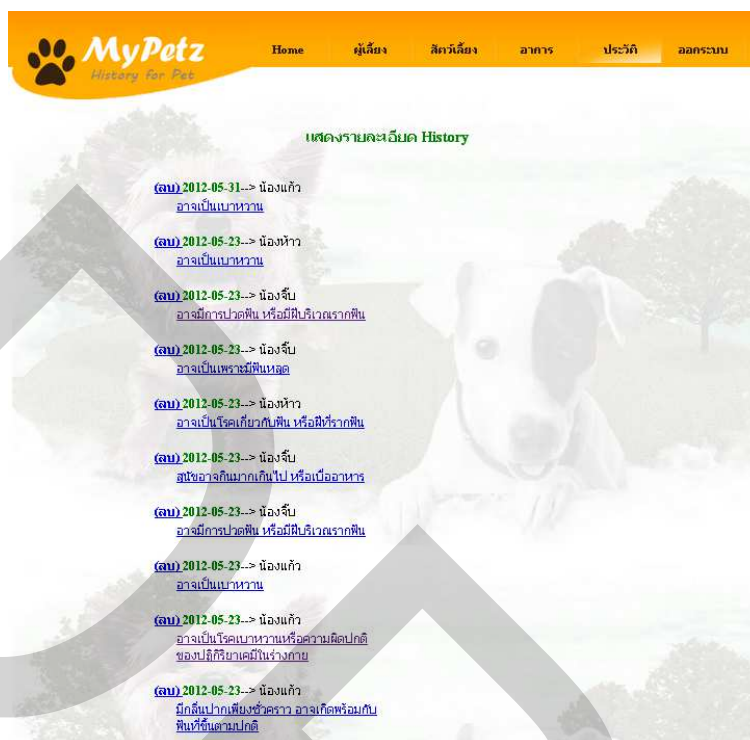 MyPetz
History for Pet
Home ผู้เลี้ยง สัตว์เลี้ยง อาการ ประวัติ ออกระบบ
แสดงรายละเอียด History
(ลบ) 2012-05-31--> น้องแก้ว
อาจเป็นเบาหวาน
(ลบ) 2012-05-23--> น้องห้าว
อาจเป็นเบาหวาน
(ลบ) 2012-05-23--> น้องจิ๊บ
อาจมีการปวดฟัน หรือมีฝีบริเวณรากฟัน
(ลบ) 2012-05-23--> น้องจิ๊บ
อาจเป็นเพราะมีฟันหลุด
(ลบ) 2012-05-23--> น้องห้าว
อาจเป็นโรคเกี่ยวกับฟัน หรือฝีที่รากฟัน
(ลบ) 2012-05-23--> น้องจิ๊บ
สุนัขอาจกินมากเกินไป หรือเบื่ออาหาร
(ลบ) 2012-05-23--> น้องจิ๊บ
อาจมีการปวดฟัน หรือมีฝีบริเวณรากฟัน
(ลบ) 2012-05-23--> น้องแก้ว
อาจเป็นเบาหวาน
(ลบ) 2012-05-23--> น้องแก้ว
อาจเป็นโรคเบาหวานหรือความผิดปกติ
ของปฏิกิริยาเคมีในร่างกาย
(ลบ) 2012-05-23--> น้องแก้ว
มีกลิ่นปากเพียงชั่วคราว อาจเกิดพร้อมกับ
ฟันที่ขึ้นตามปกติ